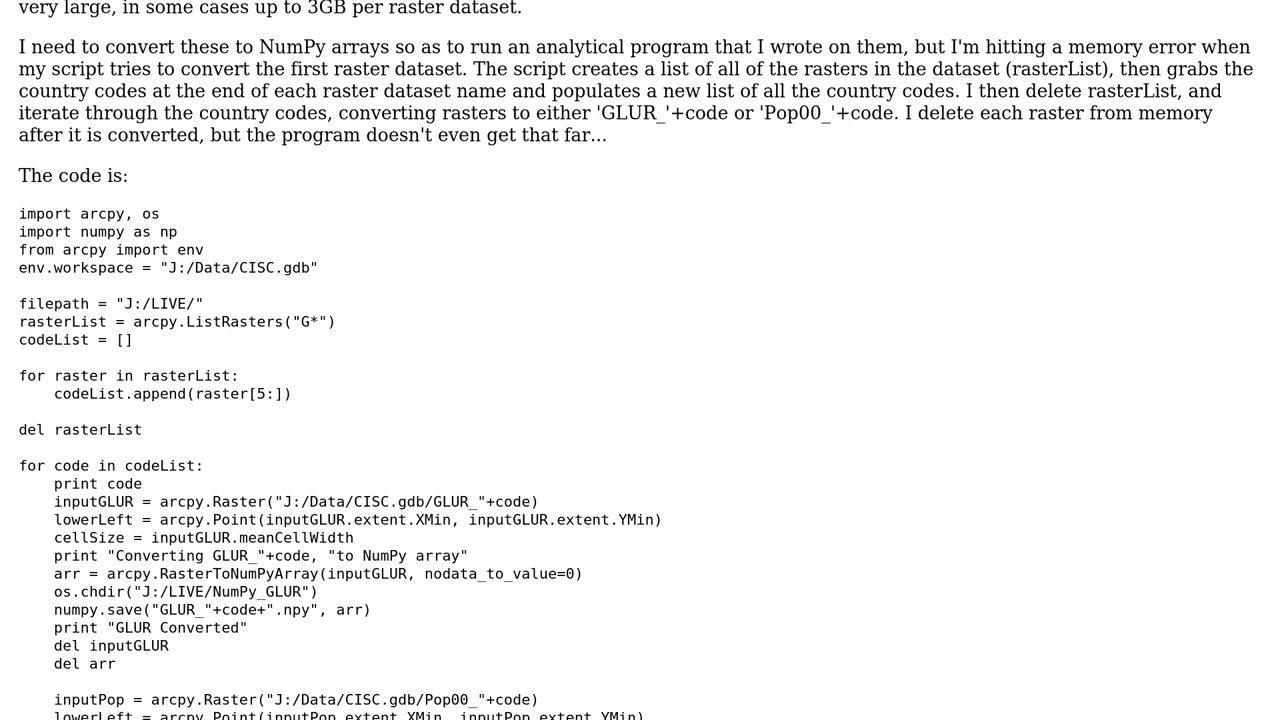 very large, in some cases up to 3GB per raster dataset.
I need to convert these to NumPy arrays so as to run an analytical program that I wrote on them, but I'm hitting a memory error when
my script tries to convert the first raster dataset. The script creates a list of all of the rasters in the dataset (rasterList), then grabs the
country codes at the end of each raster dataset name and populates a new list of all the country codes. I then delete rasterList, and
iterate through the country codes, converting rasters to either 'GLUR_'+code or 'Pop00_'+code. I delete each raster from memory
after it is converted, but the program doesn't even get that far...
The code is:
import arcpy, os
import numpy as np
from arcpy import env
env.workspace = "J:/Data/CISC.gdb"
filepath = "J:/LIVE/"
rasterList = arcpy.ListRasters("G*")
codeList = []
for raster in rasterList:
    codeList.append(raster[5:])
del rasterList
for code in codeList:
    print code
    inputGLUR = arcpy.Raster("J:/Data/CISC.gdb/GLUR_"+code)
    lowerLeft = arcpy.Point(inputGLUR.extent.XMin, inputGLUR.extent.YMin)
    cellSize = inputGLUR.meanCellWidth
    print "Converting GLUR_"+code, "to NumPy array"
    arr = arcpy.RasterToNumPyArray(inputGLUR, nodata_to_value=0)
    os.chdir("J:/LIVE/NumPy_GLUR")
    numpy.save("GLUR_"+code+".npy", arr)
    print "GLUR Converted"
    del inputGLUR
    del arr
    inputPop = arcpy.Raster("J:/Data/CISC.gdb/Pop00_"+code)
    lowerLeft = arcpy.Point(inputPop.extent.XMin, inputPop.extent.YMin)